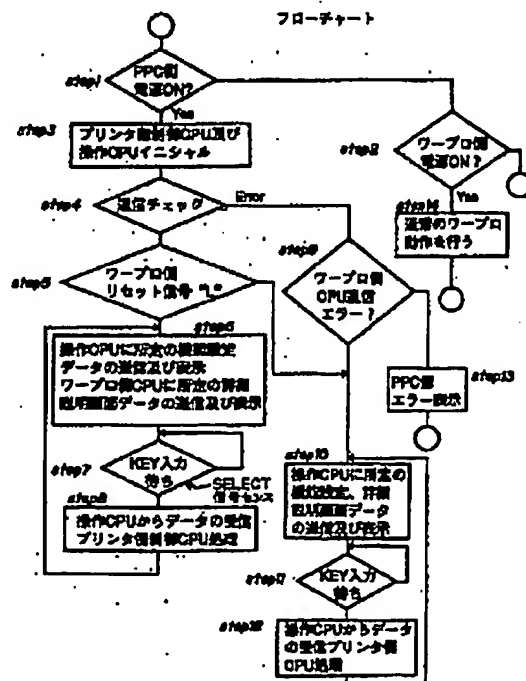 フローチャート
step1
PPC側
電源ON?
Yes
step3
プリンタ側制御CPU及び
操作CPUイニシャル
step2
ワープロ側
電源ON?
Yes
step14
通常のワープロ
動作を行う
step4
通信チェック
Error
step5
ワープロ側
リセット信号 "L"
step9
ワープロ側
CPU通信
エラー?
step6
操作CPUに所定の機能設定
データの送信及び表示
ワープロ側CPUに所定の詳細
説明画面データの送信及び表示
step13
PPC側
エラー表示
step7
KEY入力
待ち
SELECT
信号センス
step8
操作CPUからデータの受信
プリンタ側制御CPU処理
step10
操作CPUに所定の
機能設定、詳細
説明画面データ
の送信及び表示
step11
KEY入力
待ち
step12
操作CPUからデータ
の受信プリンタ側
CPU処理